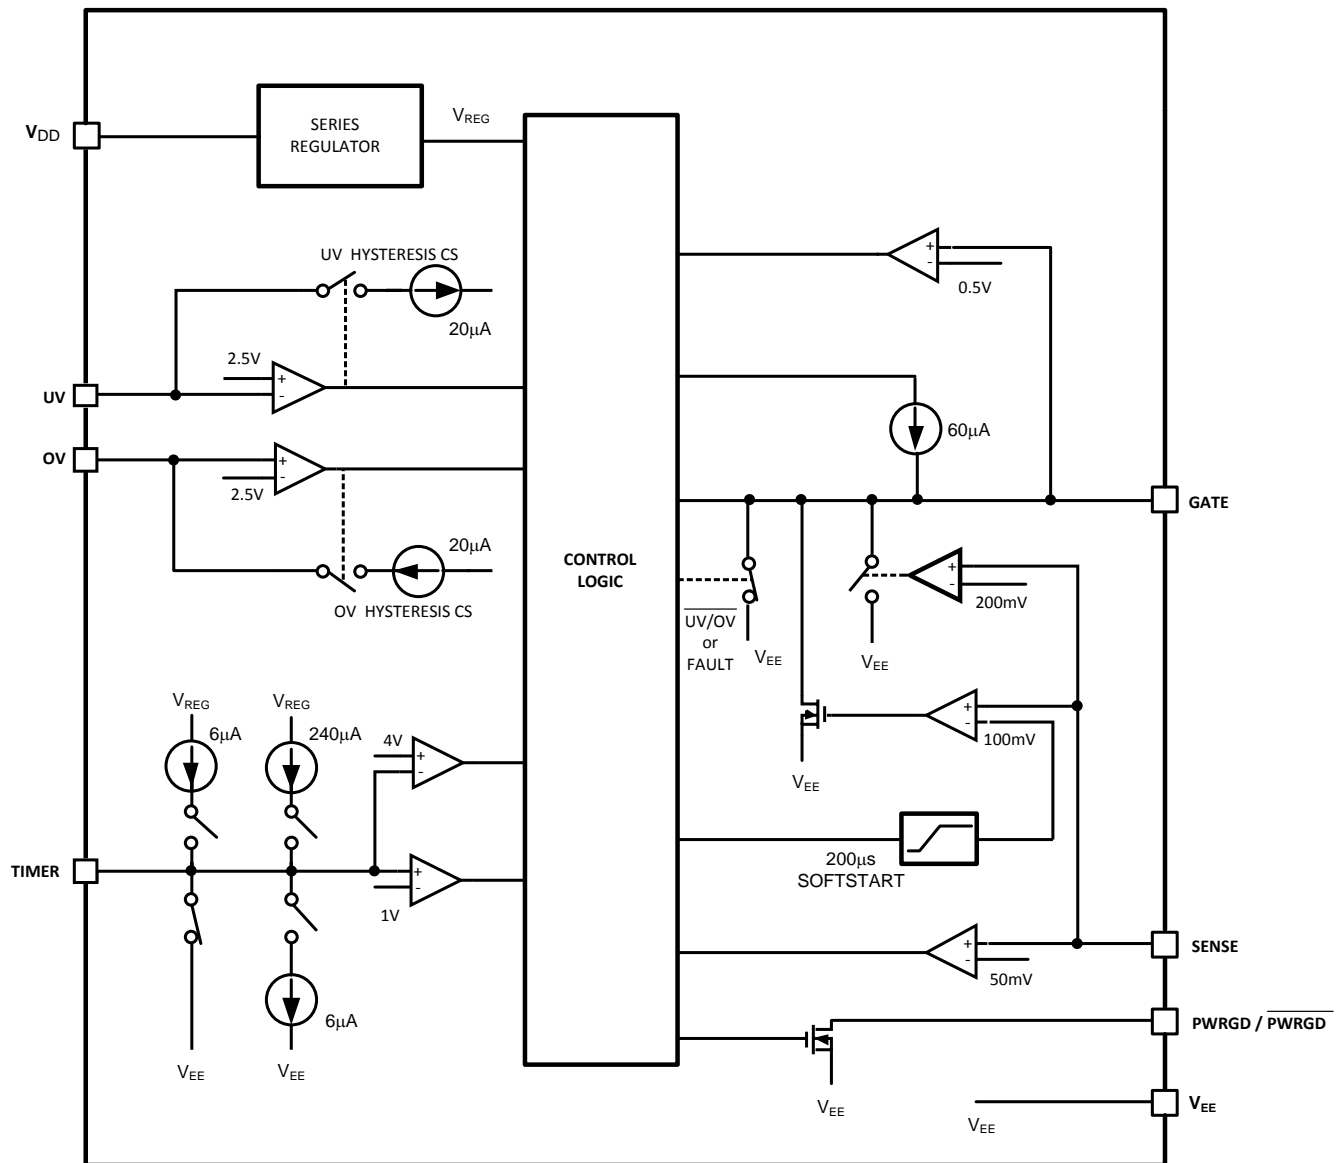 SERIES
REGULATOR
VREG
VDD
UV HYSTERESIS CS
20µA
2.5V
+
-
UV
OV
+
-
2.5V
20µA
OV HYSTERESIS CS
CONTROL
LOGIC
+
-
0.5V
60µA
GATE
+
-
200mV
UV/OV
or
FAULT
VEE
VEE
+
-
100mV
VEE
VREG
6µA
VREG
240µA
4V
+
-
TIMER
+
-
1V
200µs
SOFTSTART
+
-
50mV
SENSE
6µA
VEE
VEE
PWRGD / PWRGD
VEE
VEE
VEE